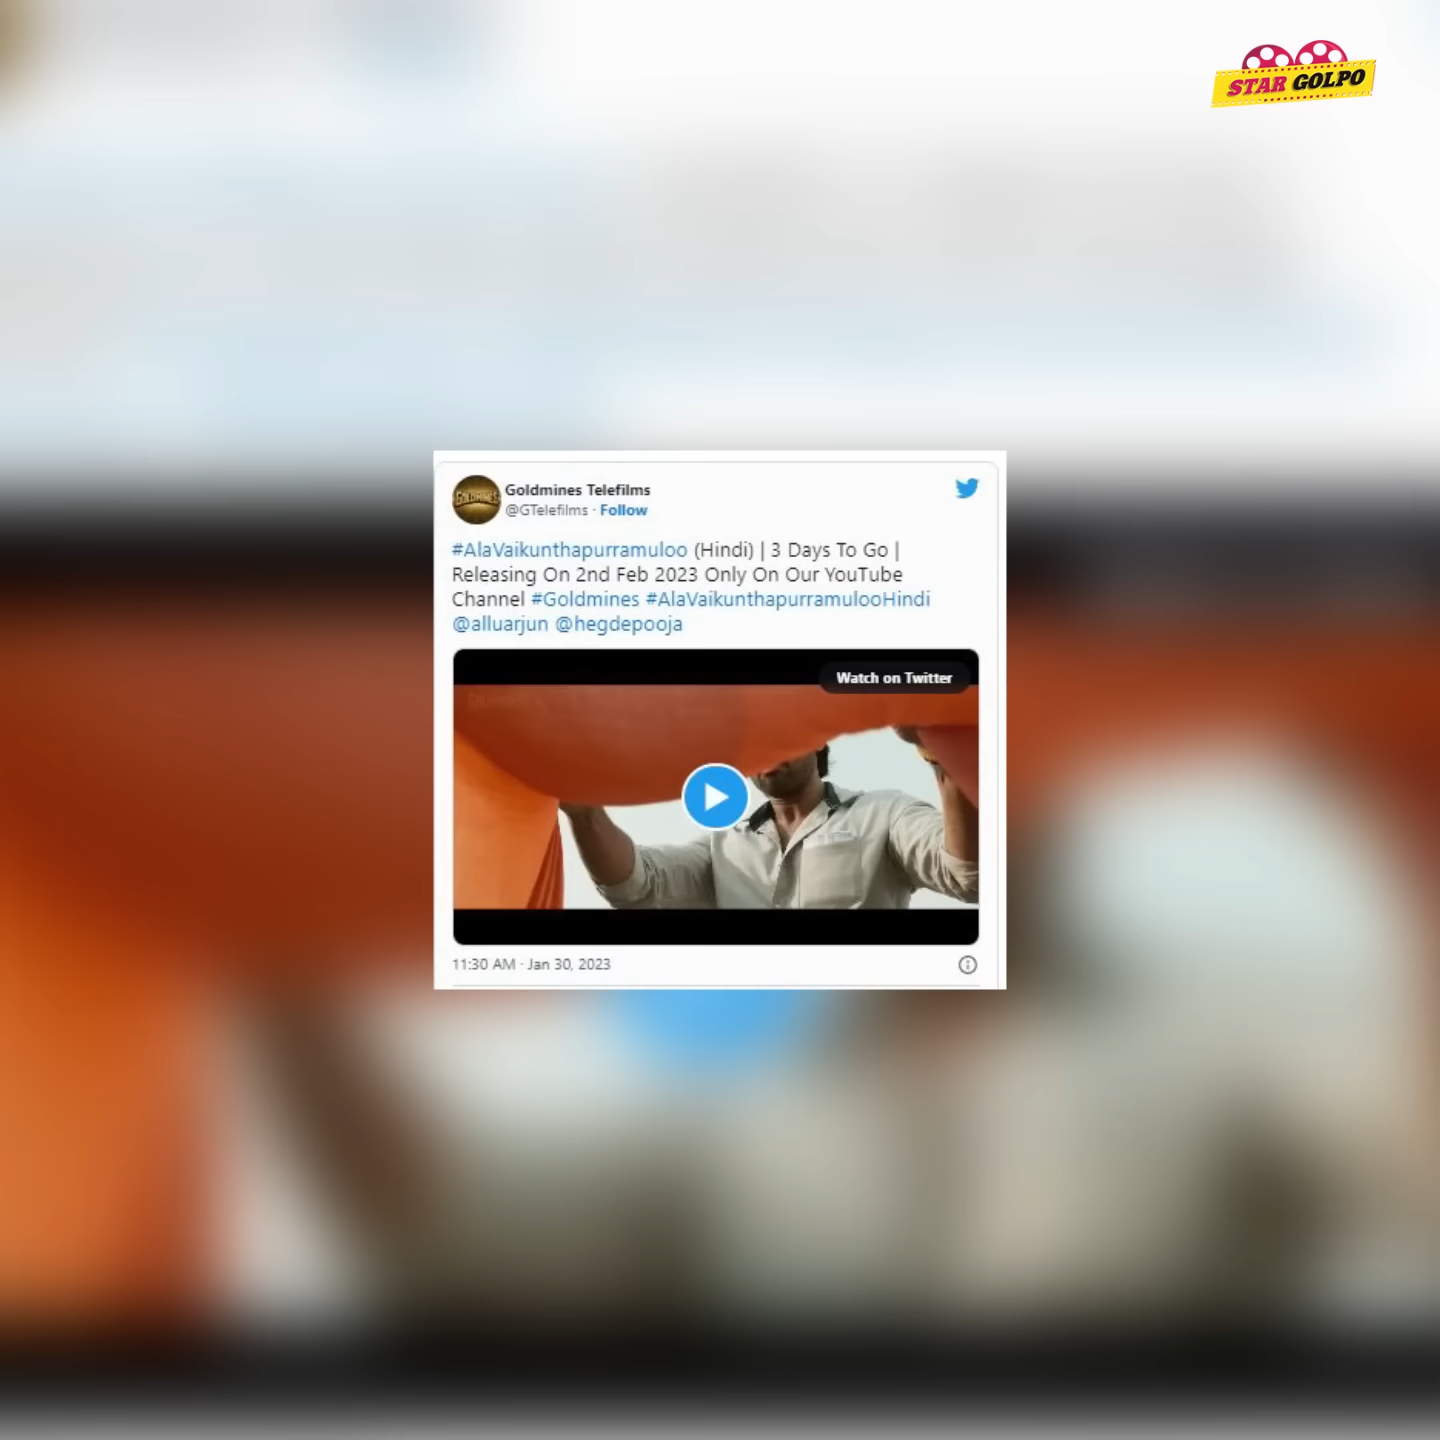 STAR GOLPO
GOLDMINES
Goldmines Telefilms
@GTelefilms · Follow
#AlaVaikunthapurramuloo (Hindi) | 3 Days To Go |
Releasing On 2nd Feb 2023 Only On Our YouTube
Channel #Goldmines #AlaVaikunthapurramulooHindi
@alluarjun @hegdepooja
Watch on Twitter
11:30 AM · Jan 30, 2023